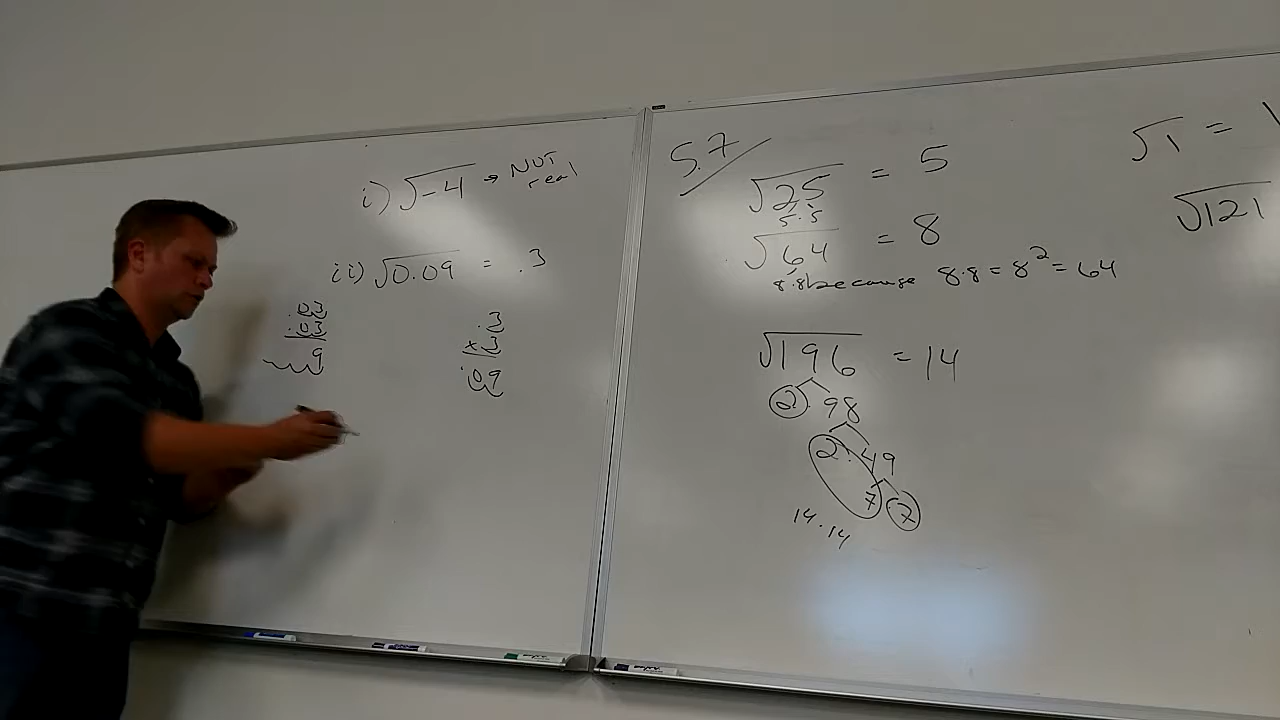 i) √-4 → NOT real
ii) √0.09 = .3
.03
.03
9
.3
x .3
.09
5.7
√25 = 5
5·5
√64 = 8
8·8 because 8·8 = 8² = 64
√196 = 14
2 · 98
2 · 49
7 · 7
14·14
√1 =
√121